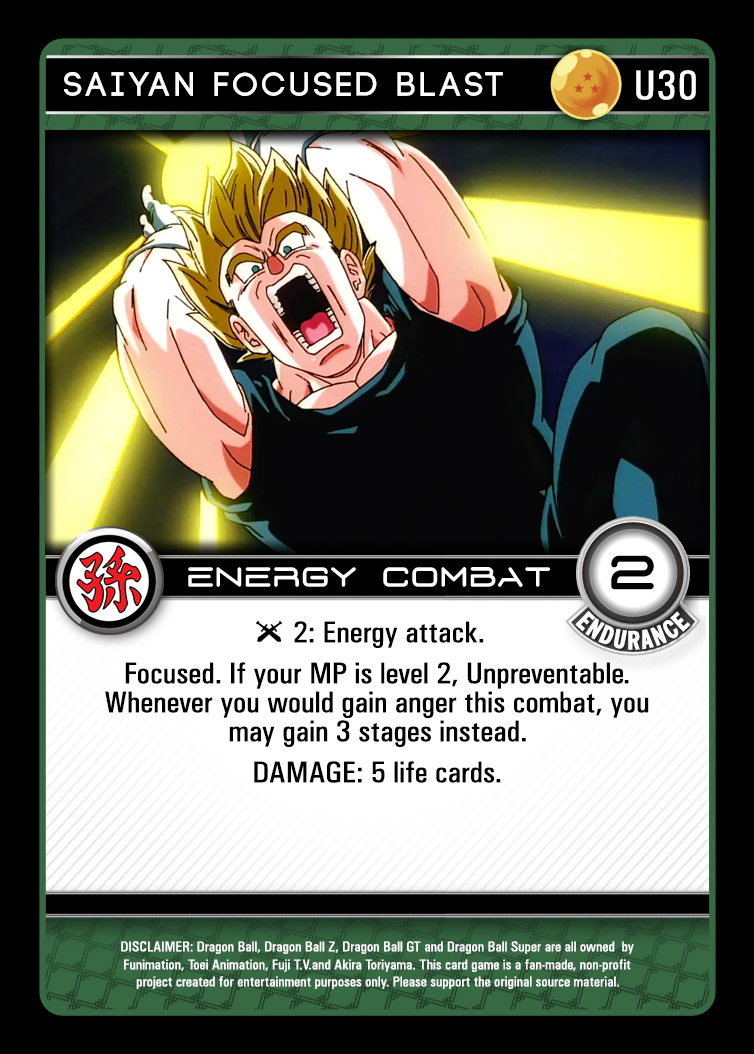 SAIYAN FOCUSED BLAST U30
孫 ENERGY COMBAT 2
ENDURANCE
2: Energy attack.
Focused. If your MP is level 2, Unpreventable.
Whenever you would gain anger this combat, you
may gain 3 stages instead.
DAMAGE: 5 life cards.
DISCLAIMER: Dragon Ball, Dragon Ball Z, Dragon Ball GT and Dragon Ball Super are all owned by
Funimation, Toei Animation, Fuji T.V.and Akira Toriyama. This card game is a fan-made, non-profit
project created for entertainment purposes only. Please support the original source material.